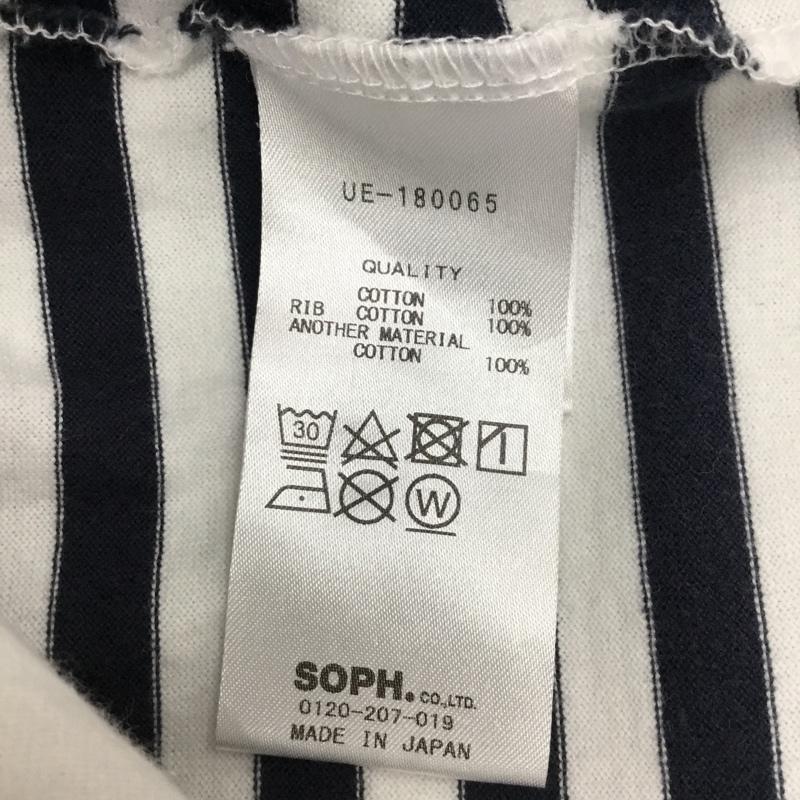 UE-180065
QUALITY
COTTON 100%
RIB COTTON 100%
ANOTHER MATERIAL
COTTON 100%
30
W
SOPH. CO.,LTD.
0120-207-019
MADE IN JAPAN